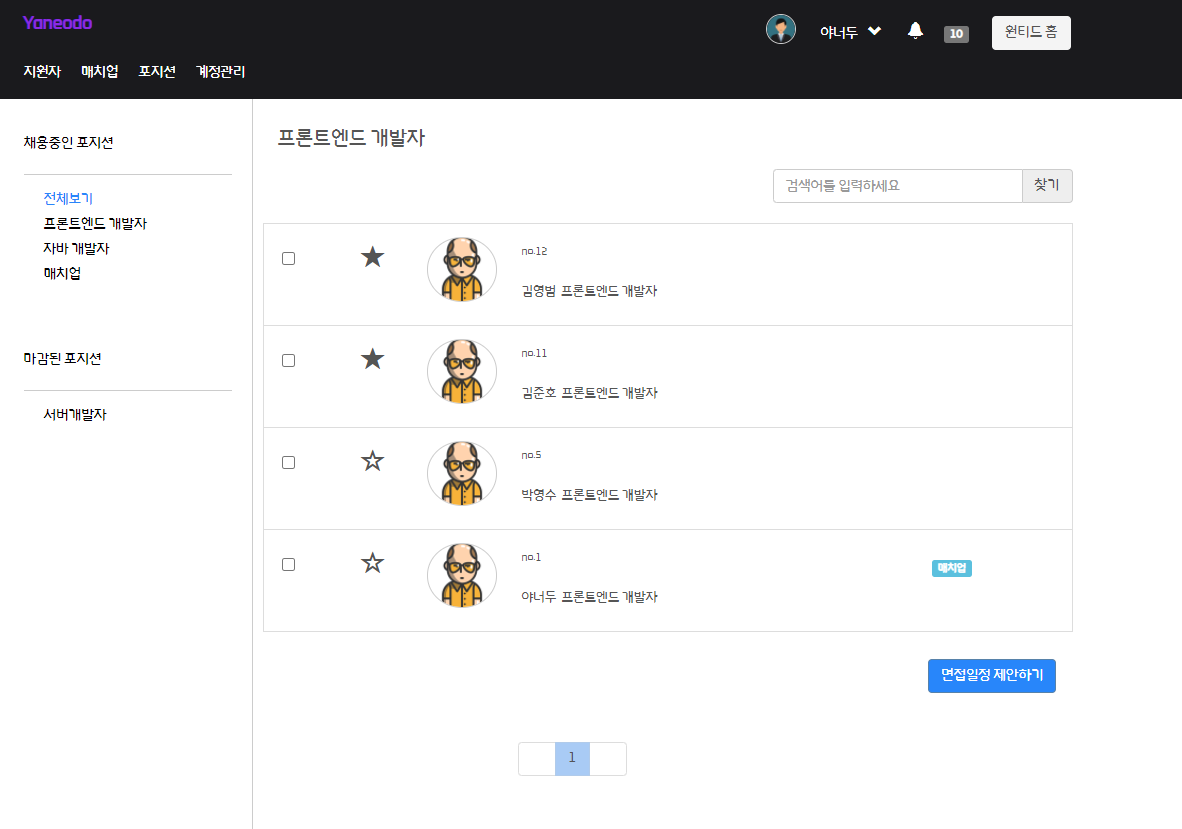 Yaneodo
야너두
10
원티드 홈
지원자 매치업 포지션 계정관리
채용중인 포지션
전체보기
프론트엔드 개발자
자바 개발자
매치업
마감된 포지션
서버개발자
프론트엔드 개발자
검색어를 입력하세요 찾기
no.12
김영범 프론트엔드 개발자
no.11
김준호 프론트엔드 개발자
no.5
박영수 프론트엔드 개발자
no.1
야너두 프론트엔드 개발자
매치업
면접일정 제안하기
1